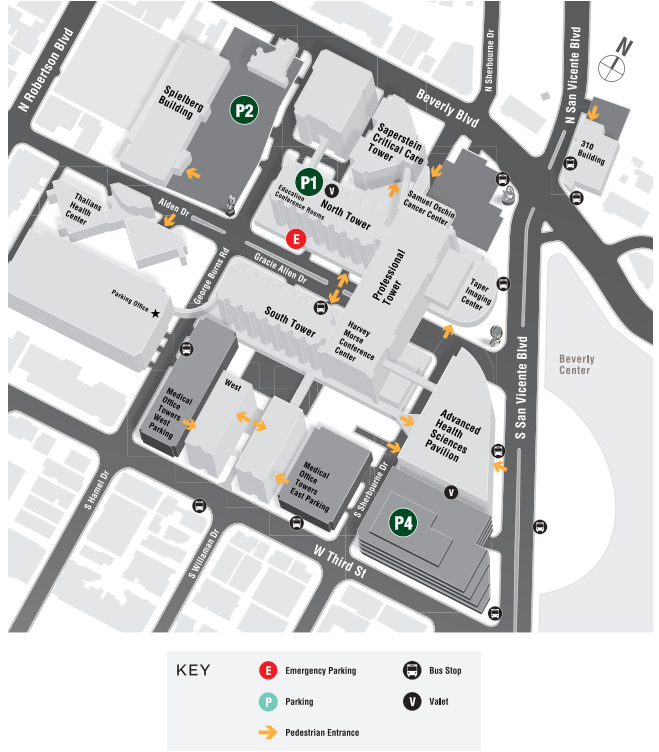 N Robertson Blvd
Beverly Blvd
N Sherbourne Dr
N San Vicente Blvd
N
Spielberg
Building
P2
310
Building
Saperstein
Critical Care
Tower
P1
V
Education
Conference Rooms
North Tower
Samuel Oschin
Cancer Center
Thalians
Health
Center
Alden Dr
E
Gracie Allen Dr
George Burns Rd
Professional
Tower
Taper
Imaging
Center
Parking Office
South Tower
Harvey
Morse
Conference
Center
S San Vicente Blvd
Beverly
Center
West
Medical
Office
Towers
West
Parking
Advanced
Health
Sciences
Pavilion
Medical
Office
Towers
East Parking
S Sherbourne Dr
V
P4
S Hamel Dr
S Willaman Dr
W Third St
KEY
E Emergency Parking
Bus Stop
P Parking
V Valet
Pedestrian Entrance